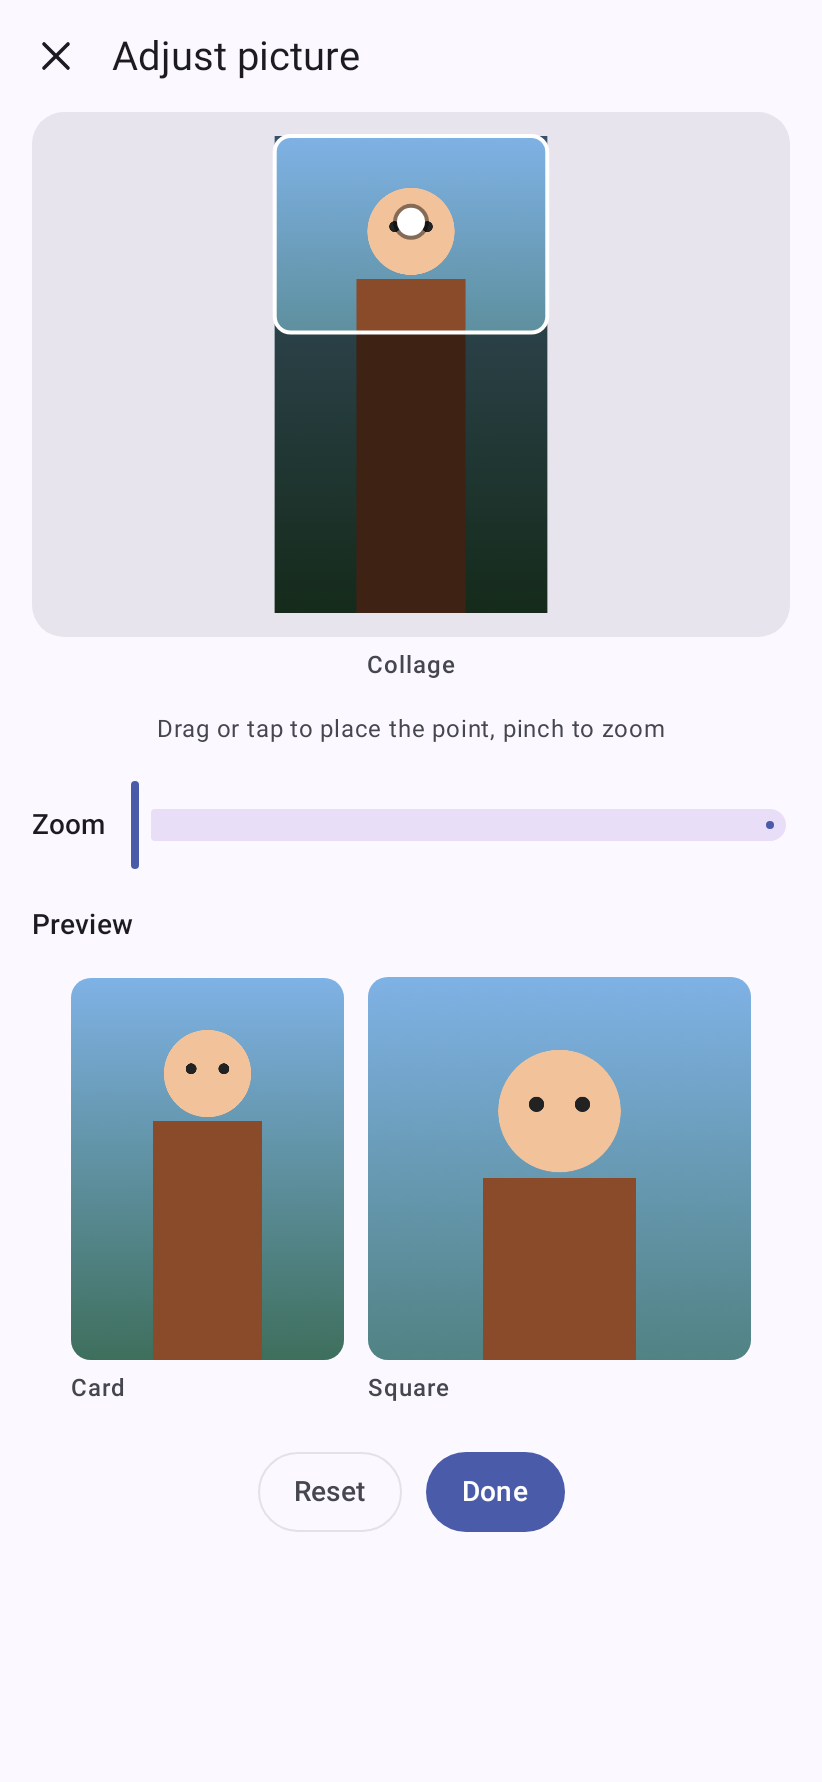 Adjust picture
Collage
Drag or tap to place the point, pinch to zoom
Zoom
Preview
Card
Square
Reset
Done